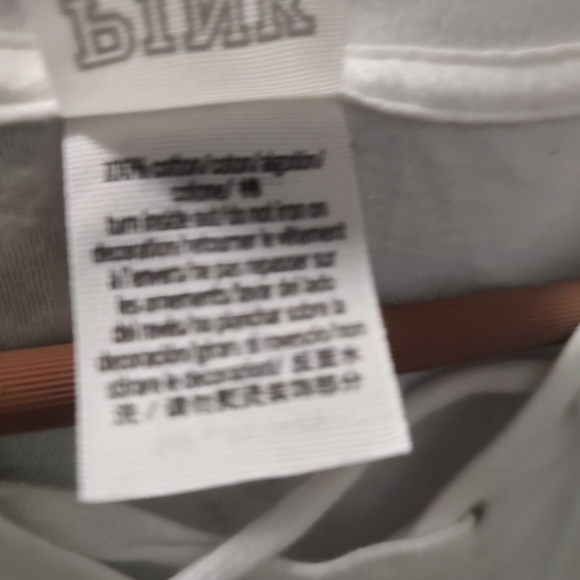 PINK
100% cotton/coton/algodón/
cotone/ 棉
turn inside out/do not iron on
decoration/retourner le vêtement
à l'envers/ne pas repasser sur
les ornements/favor del lado
del revés/no planchar sobre la
decoración/girar al rovescio/non
stirare le decorazioni/ 反面水
洗 / 请勿熨烫装饰部分